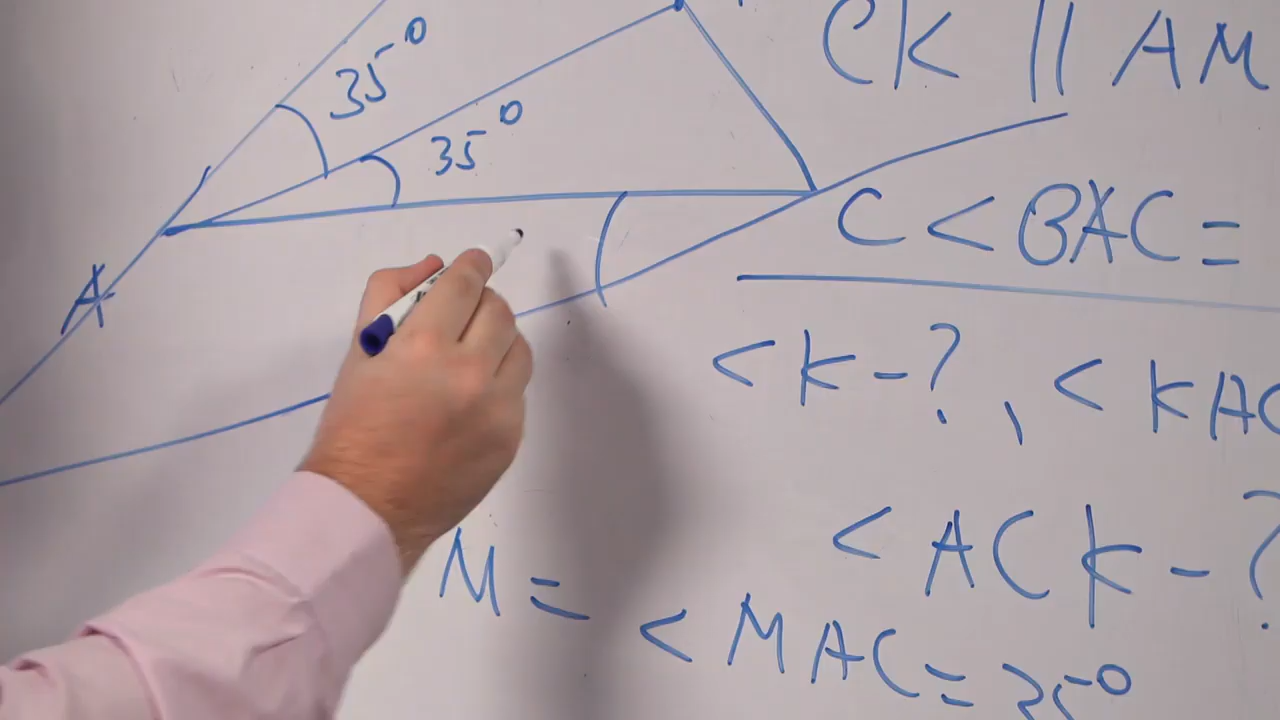 35°
CK || AM
35°
C
< BAC =
A
< K - ? , < KAC
< ACK - ?
M =
< MAC = 35°